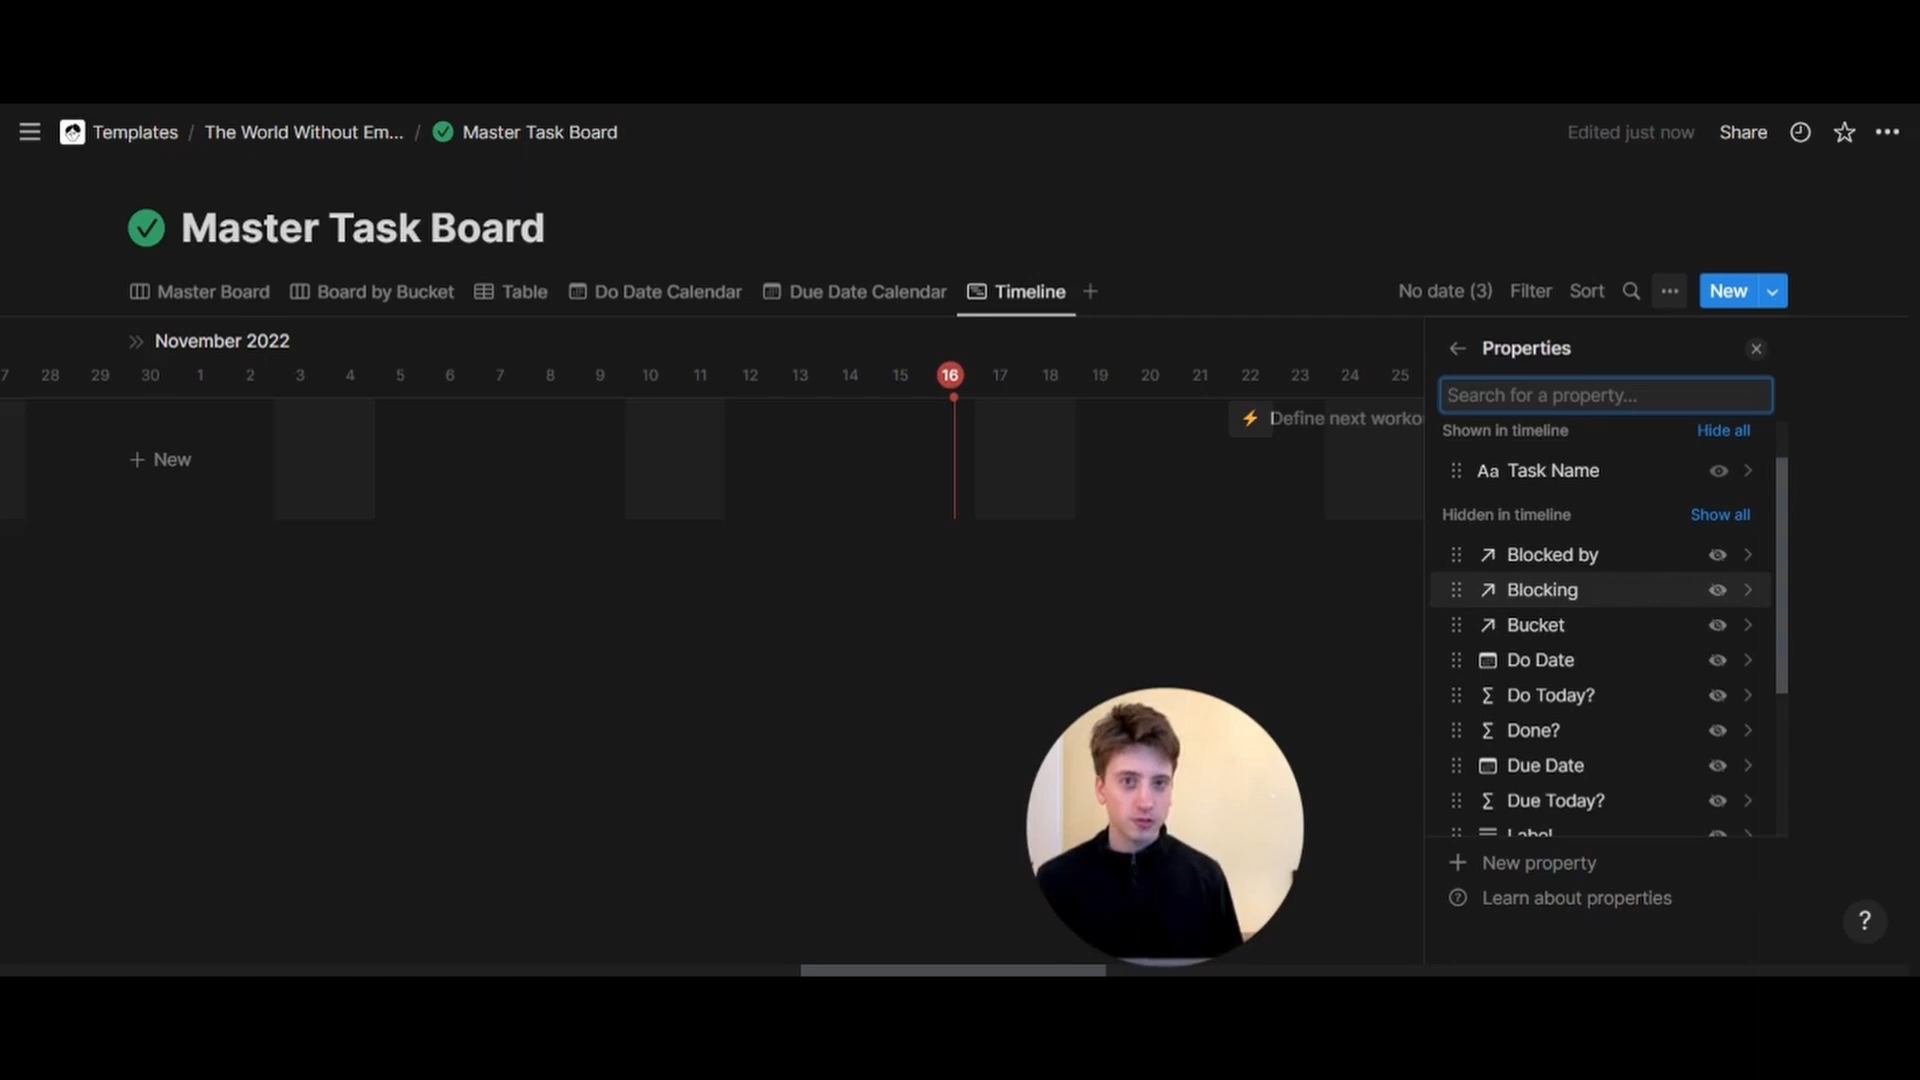 Templates / The World Without Em... / Master Task Board
Edited just now Share
Master Task Board
Master Board Board by Bucket Table Do Date Calendar Due Date Calendar Timeline
No date (3) Filter Sort New
November 2022
7 28 29 30 1 2 3 4 5 6 7 8 9 10 11 12 13 14 15 16 17 18 19 20 21 22 23 24 25
Define next worko
+ New
Properties
Search for a property...
Shown in timeline Hide all
Aa Task Name
Hidden in timeline Show all
Blocked by
Blocking
Bucket
Do Date
Σ Do Today?
Σ Done?
Due Date
Σ Due Today?
Label
+ New property
? Learn about properties
?